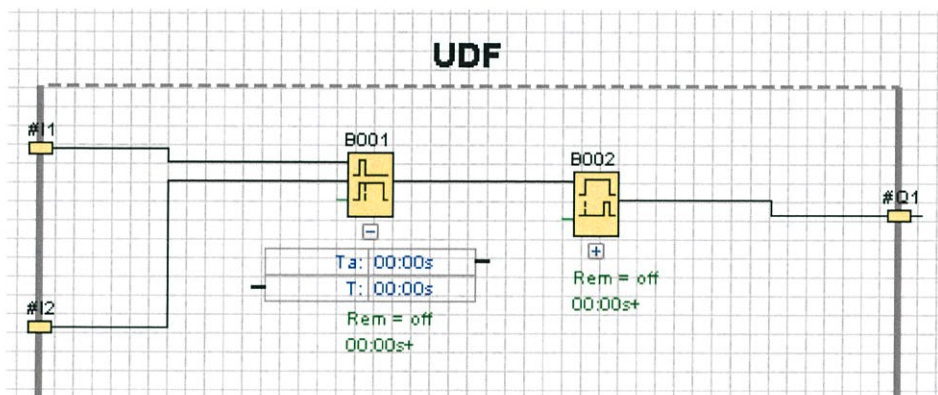 UDF
#I1
B001
B002
#Q1
Ta: 00:00s
T: 00:00s
Rem = off
00:00s+
Rem = off
00:00s+
#I2